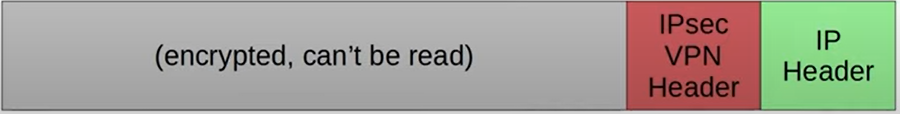 (encrypted, can't be read)
IPsec
VPN
Header
IP
Header